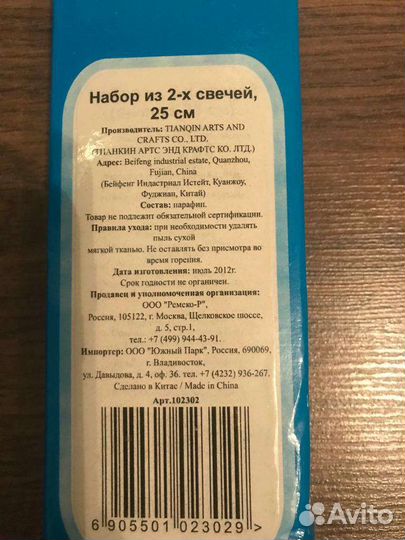 Набор из 2-х свечей,
25 см
Производитель: TIANQIN ARTS AND
CRAFTS CO., LTD.
(ТИАНКИН АРТС ЭНД КРАФТС КО. ЛТД.)
Адрес: Beifeng industrial estate, Quanzhou,
Fujian, China
(Бейфенг Индастриал Истейт, Куанжоу,
Фуджиан, Китай)
Состав: парафин.
Товар не подлежит обязательной сертификации.
Правила ухода: при необходимости удалять
пыль сухой
мягкой тканью. Не оставлять без присмотра во
время горения.
Дата изготовления: июль 2012г.
Срок годности не ограничен.
Продавец и уполномоченная организация:
ООО "Ремеко-Р",
Россия, 105122, г. Москва, Щелковское шоссе,
д. 5, стр.1,
тел.: +7 (499) 944-43-91.
Импортер: ООО "Южный Парк", Россия, 690069,
г. Владивосток,
ул. Давыдова, д. 4, оф. 36. тел. +7 (4232) 936-267.
Сделано в Китае / Made in China
Арт.102302
6 905501 023029 >
Avito